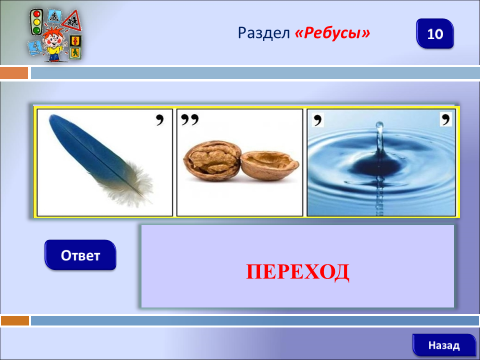 Раздел «Ребусы»
10
, ,, , ,
Ответ
ПЕРЕХОД
Назад